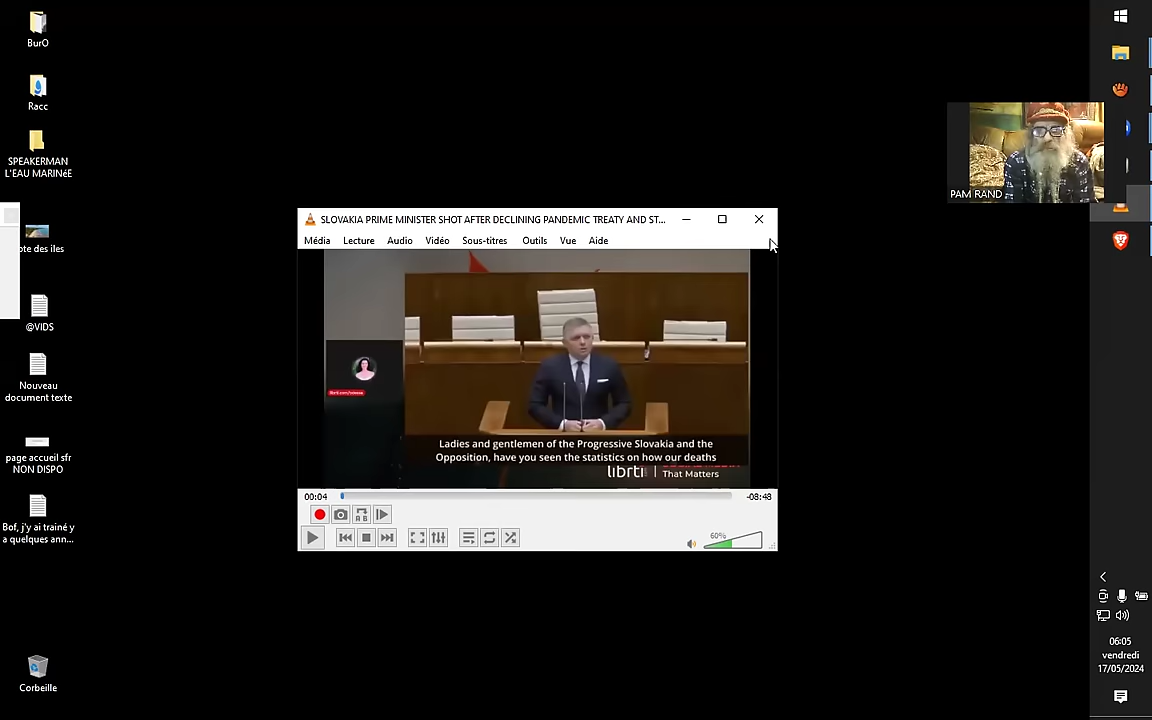 BurO
Racc
SPEAKERMAN
L'EAU MARINéE
ote des iles
@VIDS
Nouveau
document texte
page accueil sfr
NON DISPO
Bof, j'y ai trainé y
a quelques ann...
Corbeille
SLOVAKIA PRIME MINISTER SHOT AFTER DECLINING PANDEMIC TREATY AND ST...
Média Lecture Audio Vidéo Sous-titres Outils Vue Aide
Ladies and gentlemen of the Progressive Slovakia and the
Opposition, have you seen the statistics on how our deaths
librti
That Matters
00:04
-08:48
60%
PAM RAND
06:05
vendredi
17/05/2024